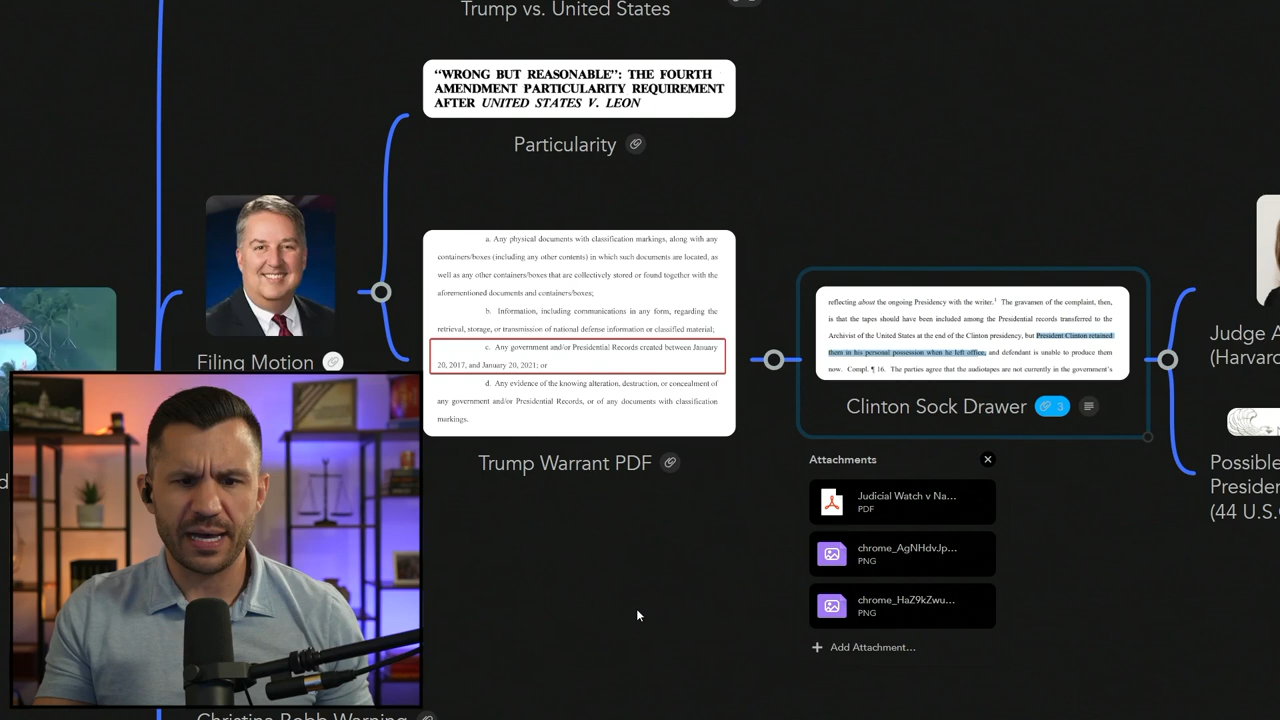 Trump vs. United States
“WRONG BUT REASONABLE”: THE FOURTH
AMENDMENT PARTICULARITY REQUIREMENT
AFTER UNITED STATES V. LEON
Particularity
Filing Motion
a. Any physical documents with classification markings, along with any
containers/boxes (including any other contents) in which such documents are located, as
well as any other containers/boxes that are collectively stored or found together with the
aforementioned documents and containers/boxes;
b. Information, including communications in any form, regarding the
retrieval, storage, or transmission of national defense information or classified material;
c. Any government and/or Presidential Records created between January
20, 2017, and January 20, 2021; or
d. Any evidence of the knowing alteration, destruction, or concealment of
any government and/or Presidential Records, or of any documents with classification
markings.
Trump Warrant PDF
reflecting about the ongoing Presidency with the writer.1 The gravamen of the complaint, then,
is that the tapes should have been included among the Presidential records transferred to the
Archivist of the United States at the end of the Clinton presidency, but President Clinton retained
them in his personal possession when he left office, and defendant is unable to produce them
now. Compl. ¶ 16. The parties agree that the audiotapes are not currently in the government’s
Clinton Sock Drawer
3
Attachments
Judicial Watch v Na...
PDF
chrome_AgNHdvJp...
PNG
chrome_HaZ9kZwu...
PNG
Add Attachment...
Judge A
(Harvard
Possible
Presiden
(44 U.S.C
d
Christina Bobb Warning